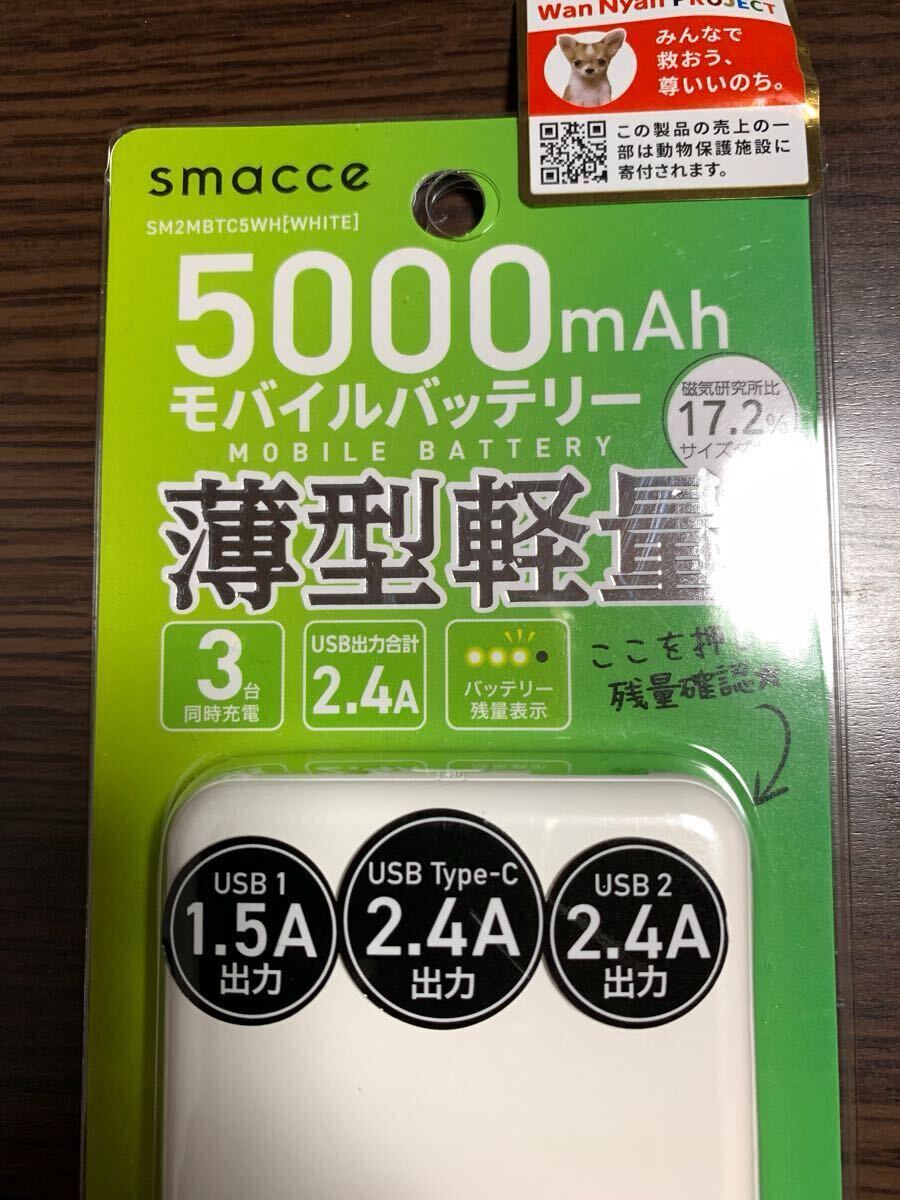 Wan Nyan PROJECT
みんなで
救おう、
尊いいのち。
この製品の売上の一
部は動物保護施設に
寄付されます。
smacce
SM2MBTC5WH[WHITE]
5000mAh
モバイルバッテリー
MOBILE BATTERY
磁気研究所比
17.2%
サイズ
薄型軽量
3台
同時充電
USB出力合計
2.4A
バッテリー
残量表示
ここを押し
残量確認
USB 1
1.5A
出力
USB Type-C
2.4A
出力
USB 2
2.4A
出力